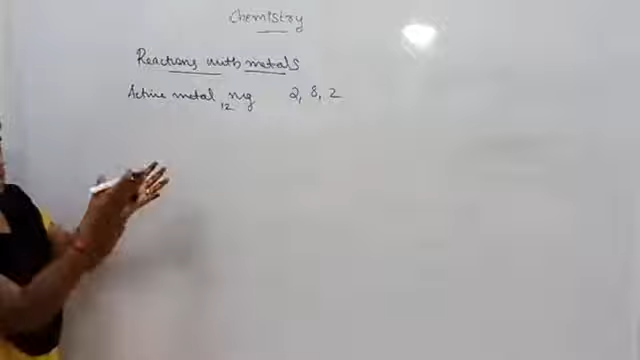 Chemistry
Reactions with metals
Active metal ₁₂Mg 2, 8, 2